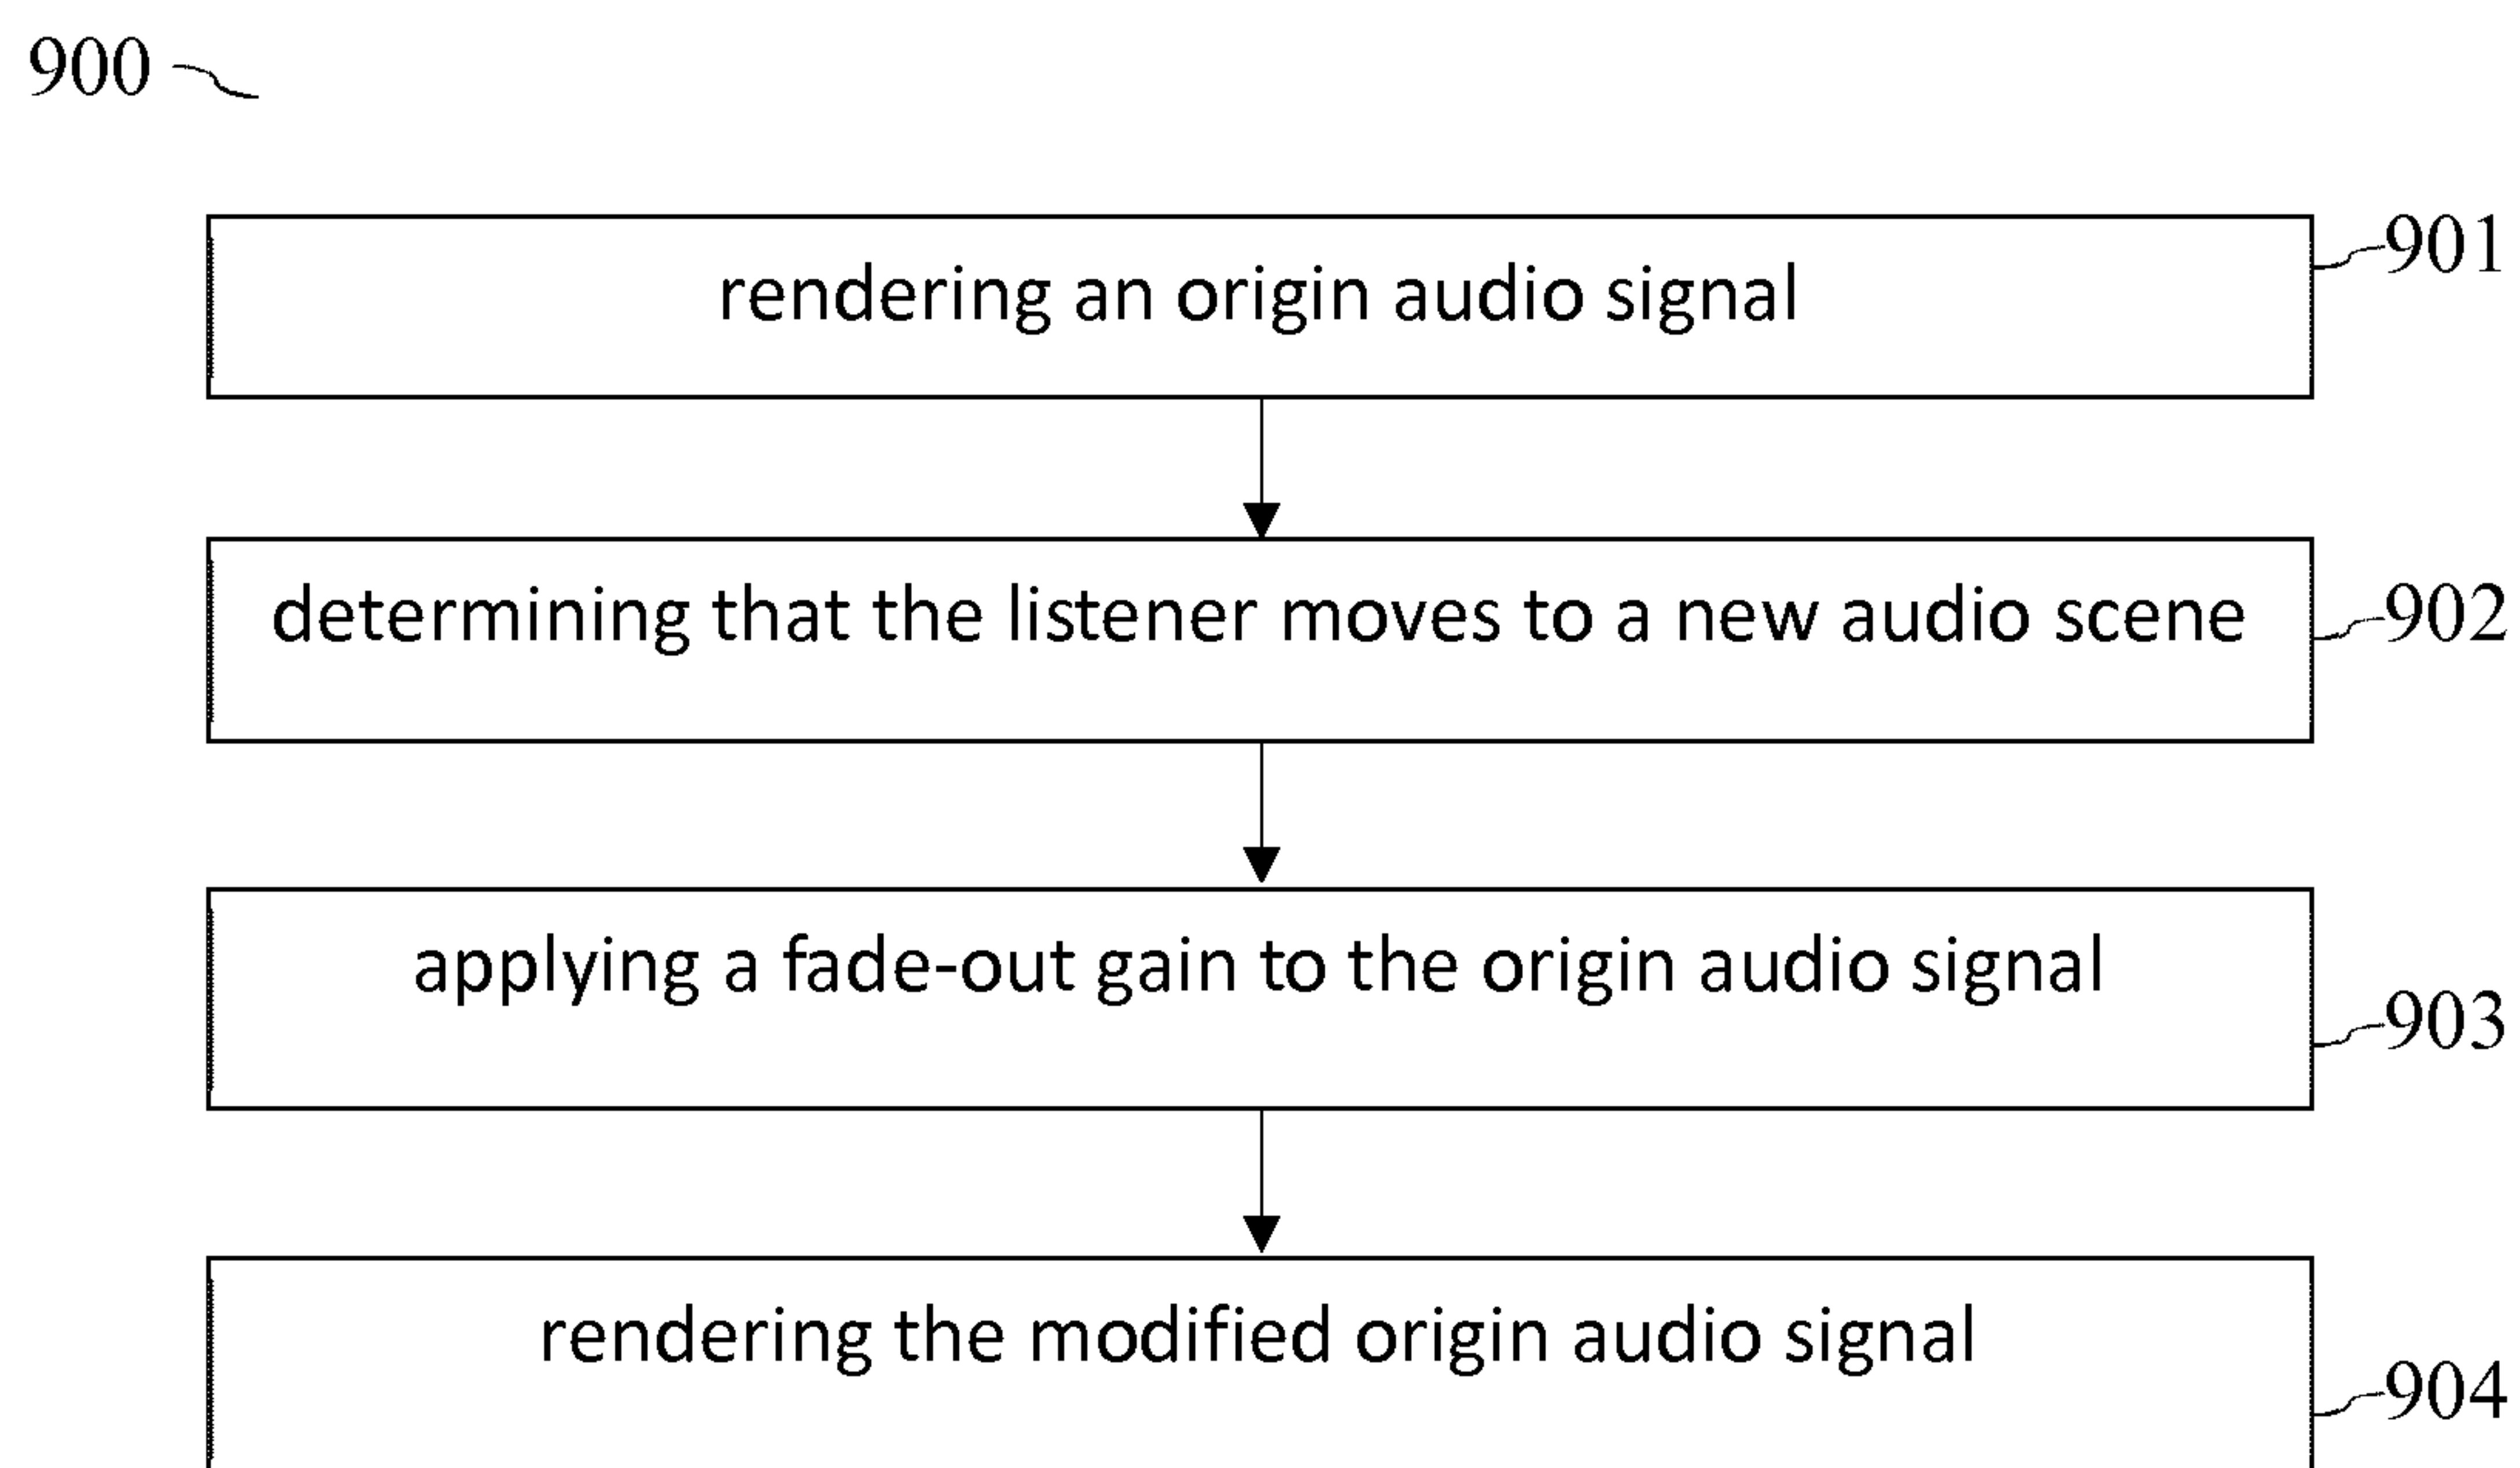 900
rendering an origin audio signal
901
determining that the listener moves to a new audio scene
902
applying a fade-out gain to the origin audio signal
903
rendering the modified origin audio signal
904